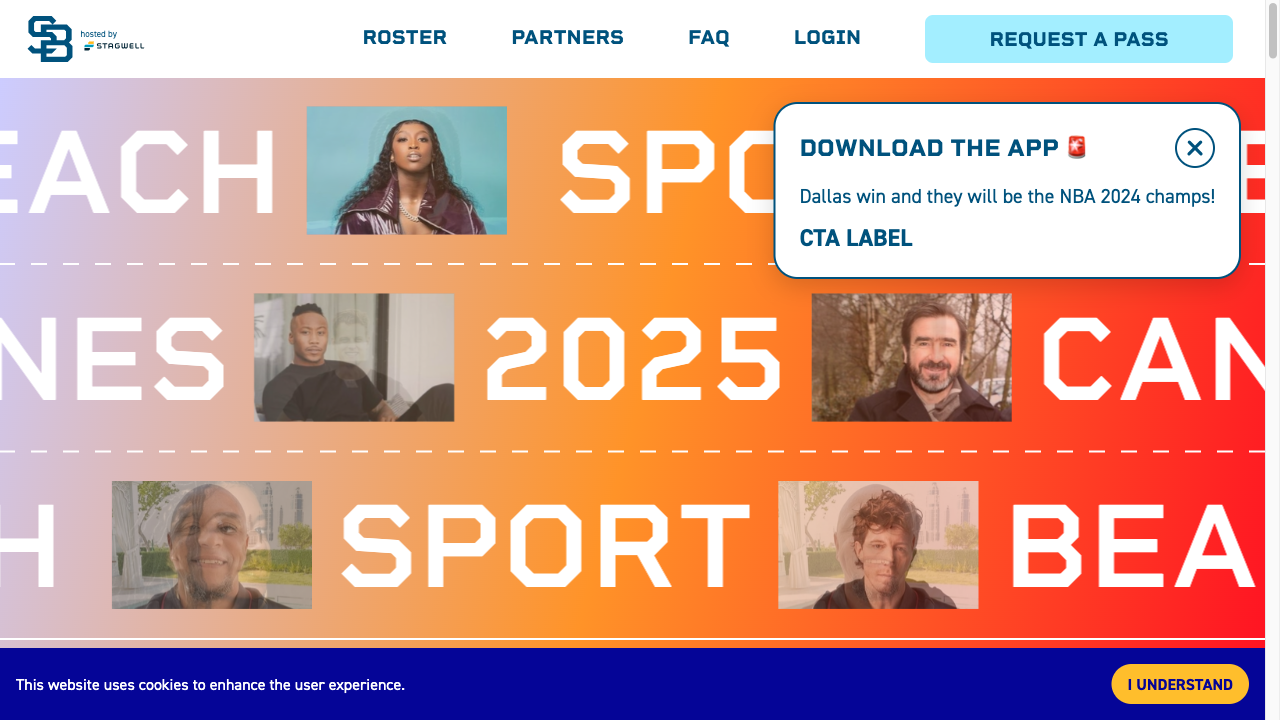 SB hosted by STAGWELL
ROSTER PARTNERS FAQ LOGIN REQUEST A PASS
EACH SPO E
DOWNLOAD THE APP 🚨
Dallas win and they will be the NBA 2024 champs!
CTA LABEL
NES 2025 CAN
H SPORT BEA
This website uses cookies to enhance the user experience.
I UNDERSTAND